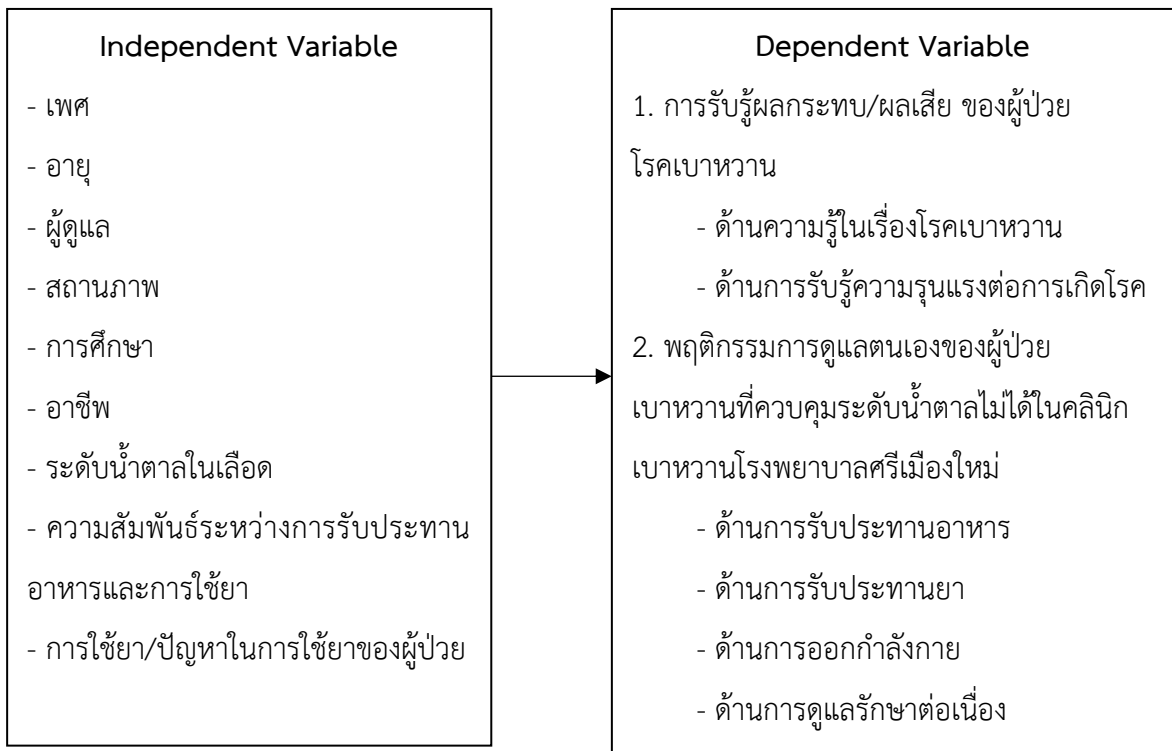 Independent Variable
- เพศ
- อายุ
- ผู้ดูแล
- สถานภาพ
- การศึกษา
- อาชีพ
- ระดับน้ำตาลในเลือด
- ความสัมพันธ์ระหว่างการรับประทาน
อาหารและการใช้ยา
- การใช้ยา/ปัญหาในการใช้ยาของผู้ป่วย
Dependent Variable
1. การรับรู้ผลกระทบ/ผลเสีย ของผู้ป่วย
โรคเบาหวาน
- ด้านความรู้ในเรื่องโรคเบาหวาน
- ด้านการรับรู้ความรุนแรงต่อการเกิดโรค
2. พฤติกรรมการดูแลตนเองของผู้ป่วย
เบาหวานที่ควบคุมระดับน้ำตาลไม่ได้ในคลินิก
เบาหวานโรงพยาบาลศรีเมืองใหม่
- ด้านการรับประทานอาหาร
- ด้านการรับประทานยา
- ด้านการออกกำลังกาย
- ด้านการดูแลรักษาต่อเนื่อง